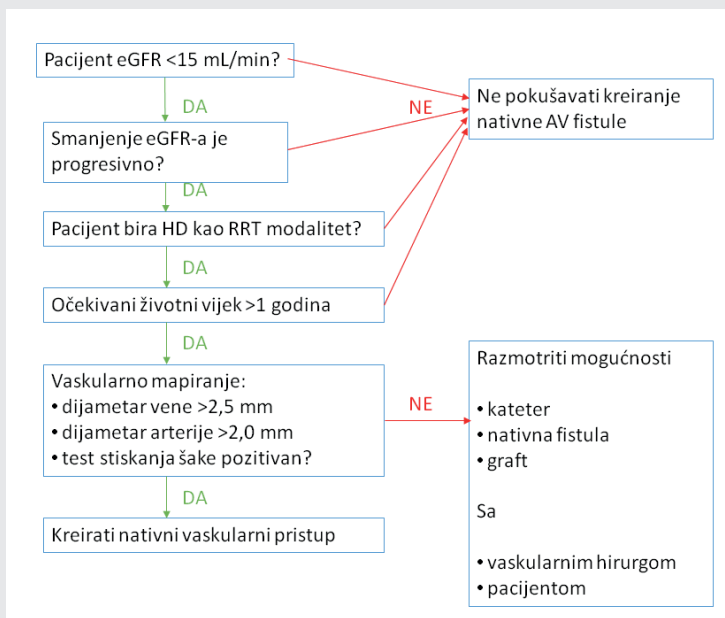 Pacijent eGFR <15 mL/min?
DA
NE
Ne pokušavati kreiranje
nativne AV fistule
Smanjenje eGFR-a je
progresivno?
DA
Pacijent bira HD kao RRT modalitet?
DA
Očekivani životni vijek >1 godina
DA
Vaskularno mapiranje:
• dijametar vene >2,5 mm
• dijametar arterije >2,0 mm
• test stiskanja šake pozitivan?
NE
Razmotriti mogućnosti
• kateter
• nativna fistula
• graft
Sa
• vaskularnim hirurgom
• pacijentom
DA
Kreirati nativni vaskularni pristup